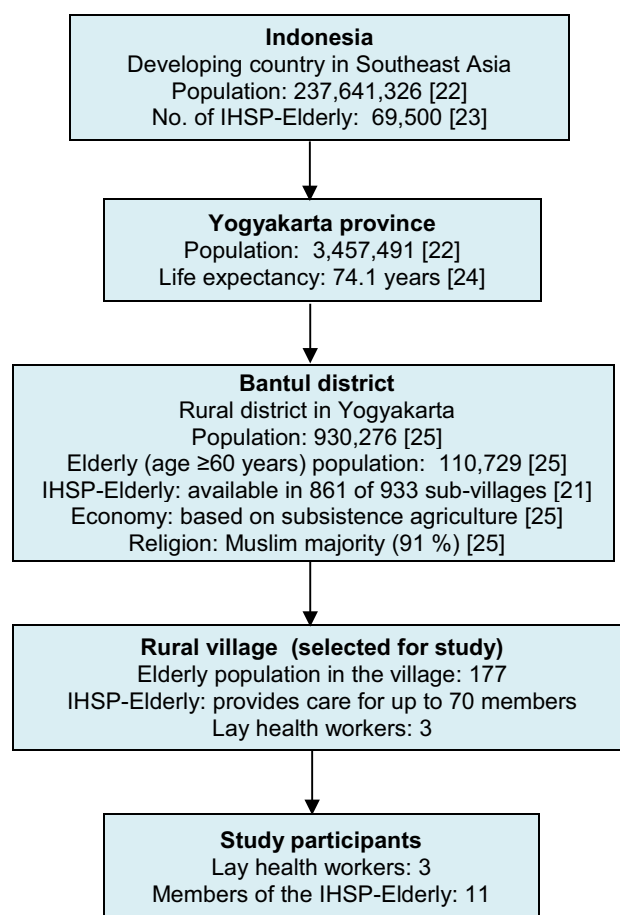 Indonesia
Developing country in Southeast Asia
Population: 237,641,326 [22]
No. of IHSP-Elderly: 69,500 [23]
Yogyakarta province
Population: 3,457,491 [22]
Life expectancy: 74.1 years [24]
Bantul district
Rural district in Yogyakarta
Population: 930,276 [25]
Elderly (age ≥60 years) population: 110,729 [25]
IHSP-Elderly: available in 861 of 933 sub-villages [21]
Economy: based on subsistence agriculture [25]
Religion: Muslim majority (91 %) [25]
Rural village (selected for study)
Elderly population in the village: 177
IHSP-Elderly: provides care for up to 70 members
Lay health workers: 3
Study participants
Lay health workers: 3
Members of the IHSP-Elderly: 11